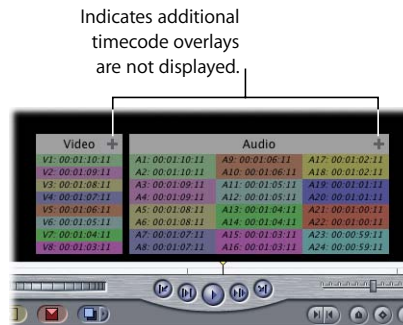 Indicates additional
timecode overlays
are not displayed.
Video + Audio +
V1: 00:01:10:11 A1: 00:01:10:11 A9: 00:01:06:11 A17: 00:01:02:11
V2: 00:01:09:11 A2: 00:01:10:11 A10: 00:01:06:11 A18: 00:01:02:11
V3: 00:01:08:11 A3: 00:01:09:11 A11: 00:01:05:11 A19: 00:01:01:11
V4: 00:01:07:11 A4: 00:01:09:11 A12: 00:01:05:11 A20: 00:01:01:11
V5: 00:01:06:11 A5: 00:01:08:11 A13: 00:01:04:11 A21: 00:01:00:11
V6: 00:01:05:11 A6: 00:01:08:11 A14: 00:01:04:11 A22: 00:01:00:11
V7: 00:01:04:11 A7: 00:01:07:11 A15: 00:01:03:11 A23: 00:00:59:11
V8: 00:01:03:11 A8: 00:01:07:11 A16: 00:01:03:11 A24: 00:00:59:11